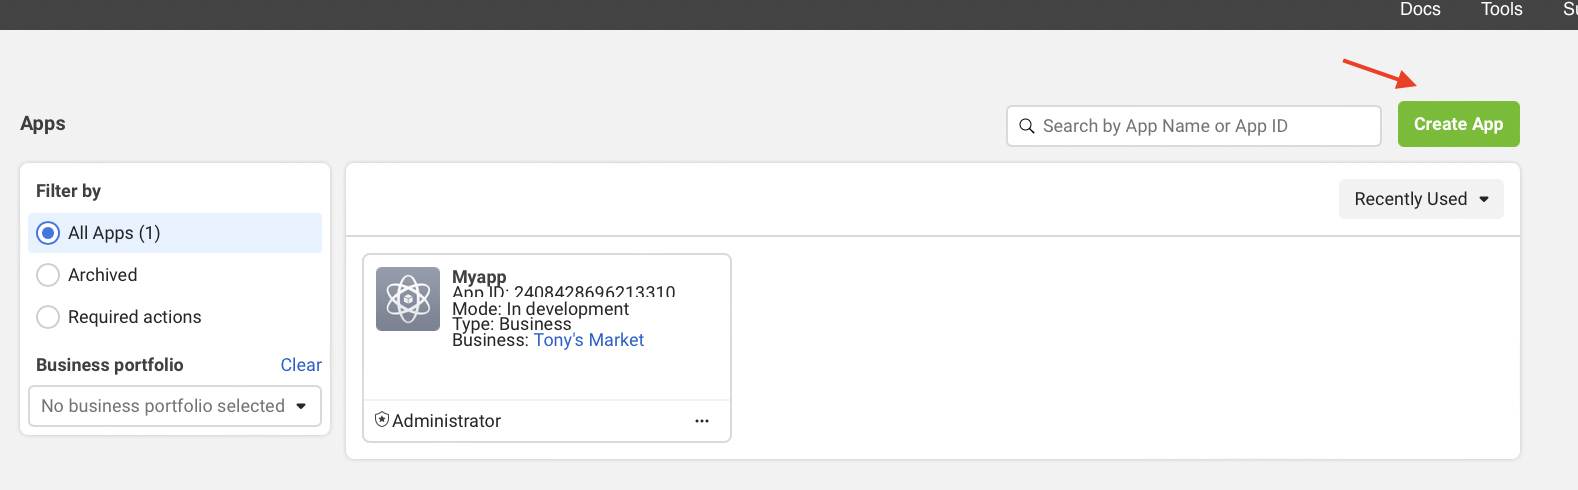 Docs Tools
Apps
Search by App Name or App ID
Create App
Filter by
All Apps (1)
Archived
Required actions
Business portfolio Clear
No business portfolio selected
Recently Used
Myapp
App ID: 2408428696213310
Mode: In development
Type: Business
Business: Tony's Market
Administrator